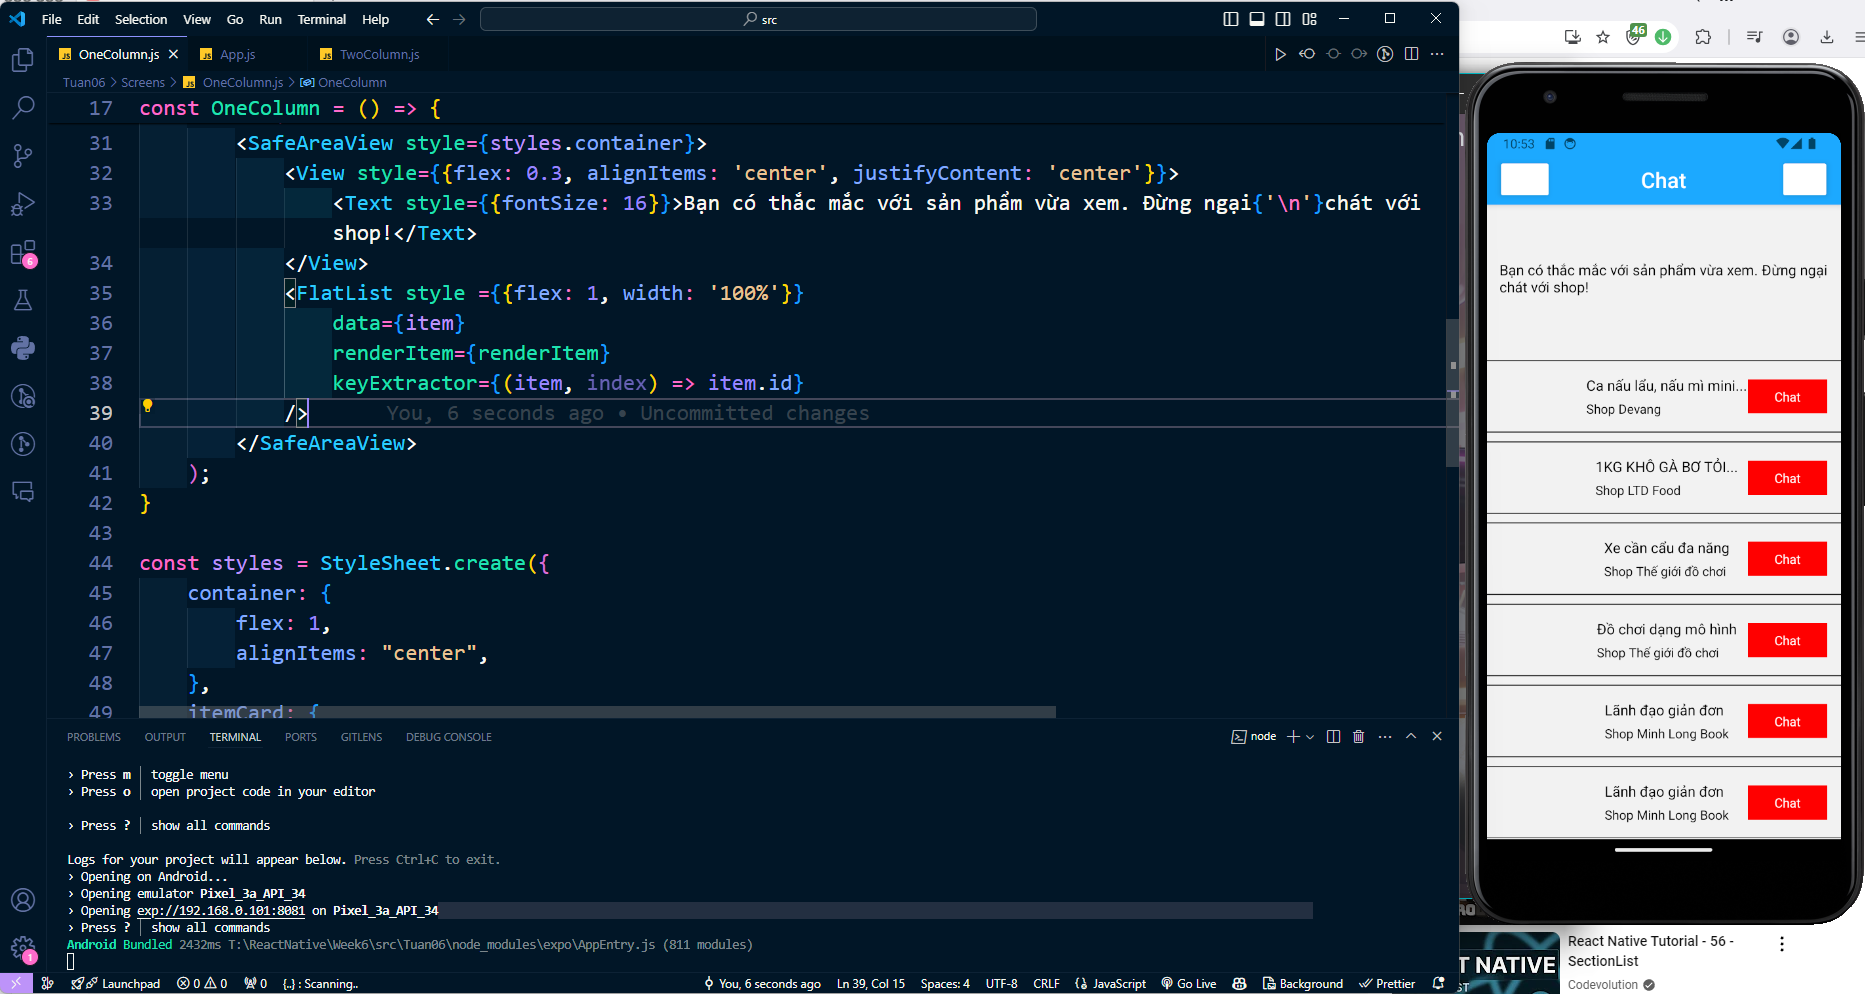 File Edit Selection View Go Run Terminal Help
src
OneColumn.js
App.js
TwoColumn.js
46
Tuan06 > Screens > OneColumn.js > OneColumn
17 const OneColumn = () => {
31 <SafeAreaView style={styles.container}>
32 <View style={{flex: 0.3, alignItems: 'center', justifyContent: 'center'}}>
33 <Text style={{fontSize: 16}}>Bạn có thắc mắc với sản phẩm vừa xem. Đừng ngại{'\n'}chát với
shop!</Text>
34 </View>
35 <FlatList style ={{flex: 1, width: '100%'}}
36 data={item}
37 renderItem={renderItem}
38 keyExtractor={(item, index) => item.id}
39 /> You, 6 seconds ago • Uncommitted changes
40 </SafeAreaView>
41 );
42 }
43
44 const styles = StyleSheet.create({
45 container: {
46 flex: 1,
47 alignItems: "center",
48 },
49 itemCard: {
6
1
PROBLEMS OUTPUT TERMINAL PORTS GITLENS DEBUG CONSOLE
node
› Press m │ toggle menu
› Press o │ open project code in your editor
› Press ? │ show all commands
Logs for your project will appear below. Press Ctrl+C to exit.
› Opening on Android...
› Opening emulator Pixel_3a_API_34
› Opening exp://192.168.0.101:8081 on Pixel_3a_API_34
› Press ? │ show all commands
Android Bundled 2432ms T:\ReactNative\Week6\src\Tuan06\node_modules\expo\AppEntry.js (811 modules)
Launchpad 0 0 0 {..} : Scanning.. You, 6 seconds ago Ln 39, Col 15 Spaces: 4 UTF-8 CRLF {} JavaScript Go Live Background Prettier
10:53
Chat
Bạn có thắc mắc với sản phẩm vừa xem. Đừng ngại
chát với shop!
Ca nấu lẩu, nấu mì mini...
Shop Devang
Chat
1KG KHÔ GÀ BƠ TỎI...
Shop LTD Food
Chat
Xe cần cẩu đa năng
Shop Thế giới đồ chơi
Chat
Đồ chơi dạng mô hình
Shop Thế giới đồ chơi
Chat
Lãnh đạo giản đơn
Shop Minh Long Book
Chat
Lãnh đạo giản đơn
Shop Minh Long Book
Chat
T NATIVE
React Native Tutorial - 56 -
SectionList
Codevolution